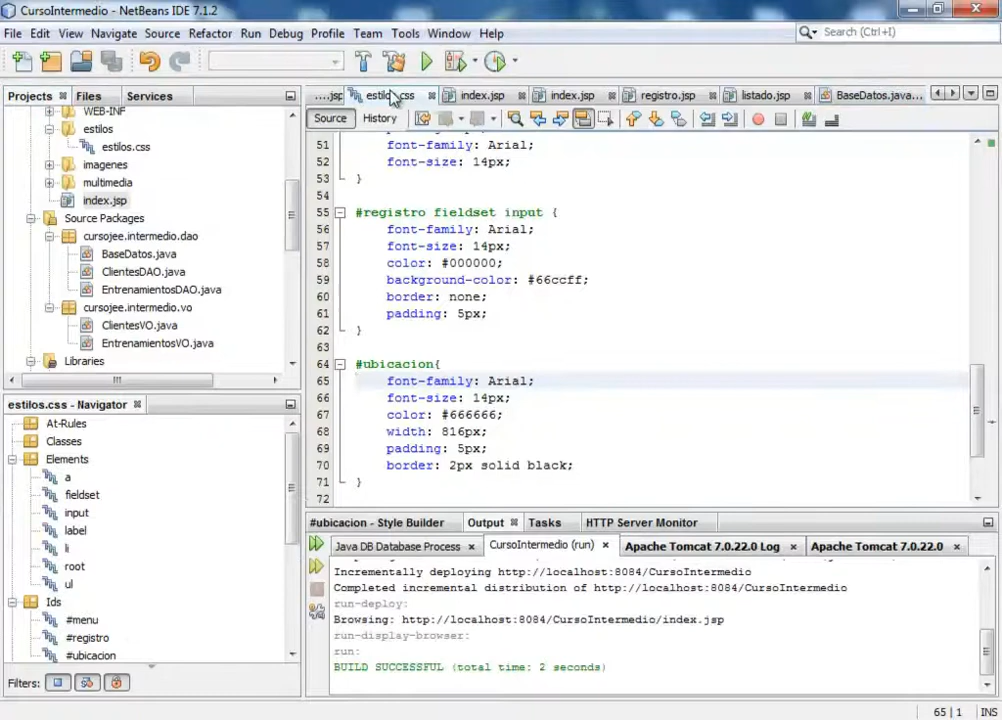 CursoIntermedio - NetBeans IDE 7.1.2
File Edit View Navigate Source Refactor Run Debug Profile Team Tools Window Help
Search (Ctrl+I)
Projects Files Services
....jsp estilos.css index.jsp index.jsp registro.jsp listado.jsp BaseDatos.java...
Source History
WEB-INF
estilos
estilos.css
imagenes
multimedia
index.jsp
Source Packages
cursojee.intermedio.dao
BaseDatos.java
ClientesDAO.java
EntrenamientosDAO.java
cursojee.intermedio.vo
ClientesVO.java
EntrenamientosVO.java
Libraries
51 font-family: Arial;
52 font-size: 14px;
53 }
54
55 #registro fieldset input {
56 font-family: Arial;
57 font-size: 14px;
58 color: #000000;
59 background-color: #66ccff;
60 border: none;
61 padding: 5px;
62 }
63
64 #ubicacion{
65 font-family: Arial;
66 font-size: 14px;
67 color: #666666;
68 width: 816px;
69 padding: 5px;
70 border: 2px solid black;
71 }
72
estilos.css - Navigator
At-Rules
Classes
Elements
a
fieldset
input
label
li
root
ul
Ids
#menu
#registro
#ubicacion
Filters:
#ubicacion - Style Builder Output Tasks HTTP Server Monitor
Java DB Database Process CursoIntermedio (run) Apache Tomcat 7.0.22.0 Log Apache Tomcat 7.0.22.0
Incrementally deploying http://localhost:8084/CursoIntermedio
Completed incremental distribution of http://localhost:8084/CursoIntermedio
run-deploy:
Browsing: http://localhost:8084/CursoIntermedio/index.jsp
run-display-browser:
run:
BUILD SUCCESSFUL (total time: 2 seconds)
65 | 1 INS